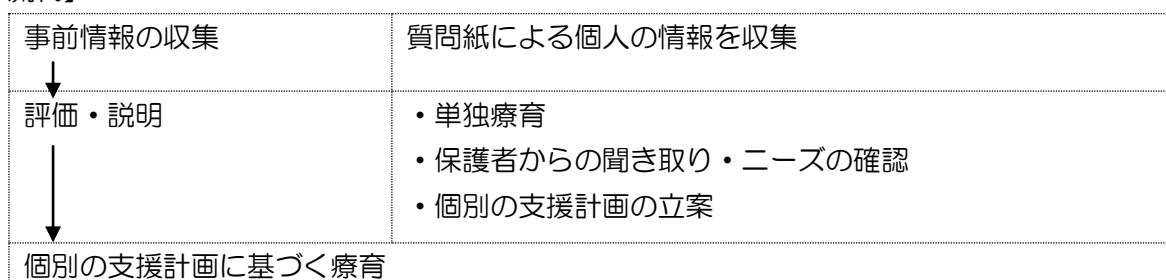 事前情報の収集
質問紙による個人の情報を収集
評価・説明
・単独療育
・保護者からの聞き取り・ニーズの確認
・個別の支援計画の立案
個別の支援計画に基づく療育